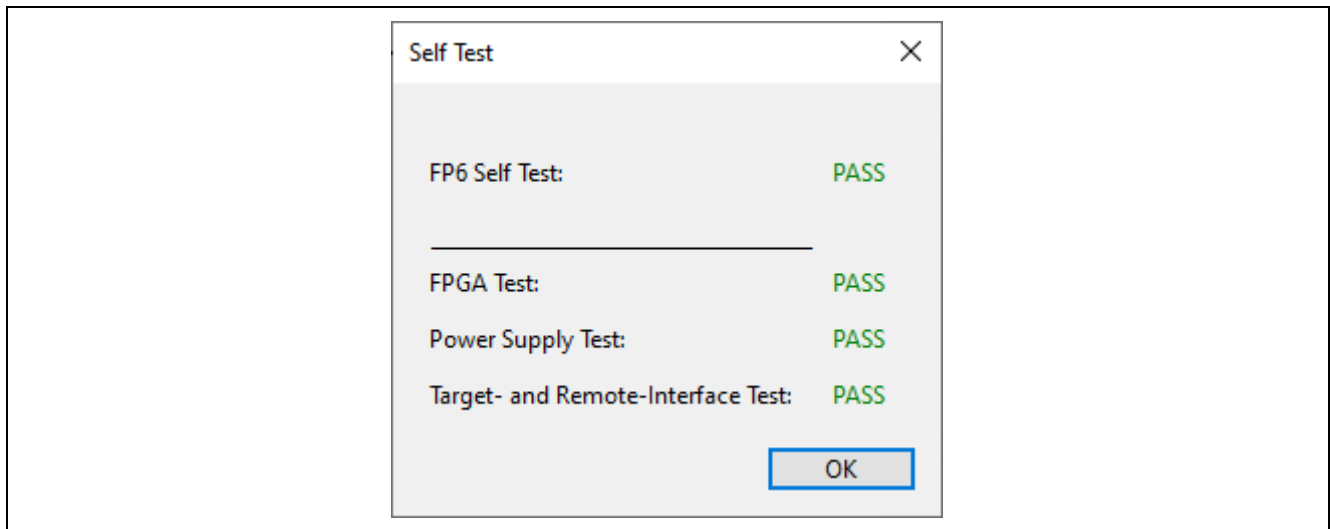 Self Test
FP6 Self Test: PASS
FPGA Test: PASS
Power Supply Test: PASS
Target- and Remote-Interface Test: PASS
OK